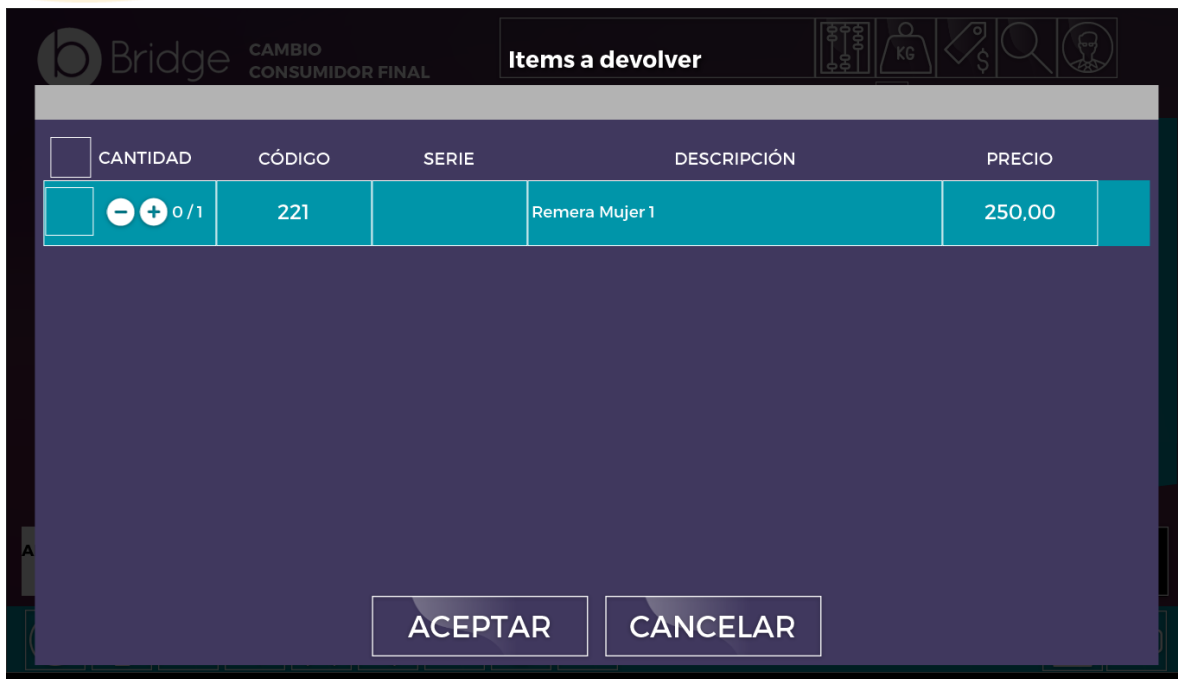 Bridge
CAMBIO
CONSUMIDOR FINAL
Items a devolver
KG
$
CANTIDAD CÓDIGO SERIE DESCRIPCIÓN PRECIO
0 / 1 221 Remera Mujer 1 250,00
A
ACEPTAR CANCELAR